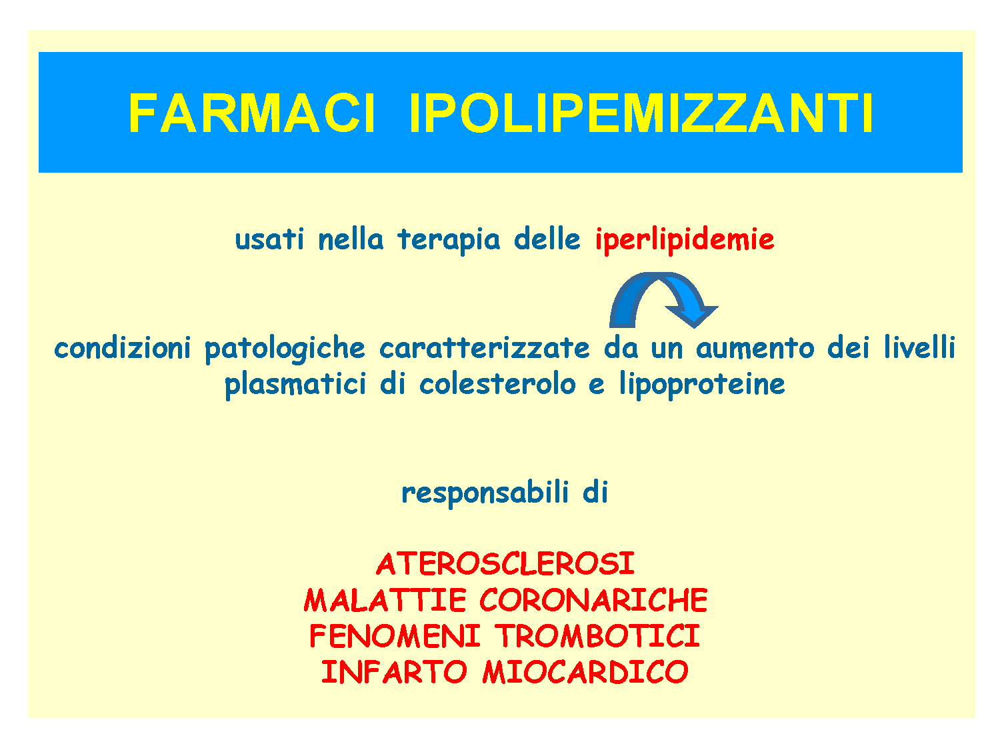 FARMACI IPOLIPEMIZZANTI
usati nella terapia delle iperlipidemie
condizioni patologiche caratterizzate da un aumento dei livelli
plasmatici di colesterolo e lipoproteine
responsabili di
ATEROSCLEROSI
MALATTIE CORONARICHE
FENOMENI TROMBOTICI
INFARTO MIOCARDICO